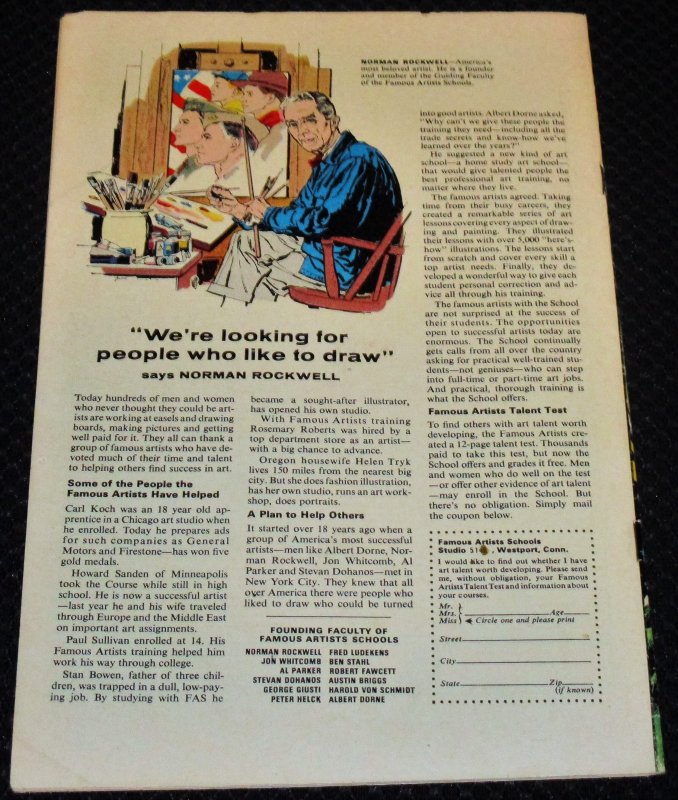 NORMAN ROCKWELL—America's
most beloved artist. He is a founder
and member of the Guiding Faculty
of the Famous Artists Schools.
"We're looking for
people who like to draw"
says NORMAN ROCKWELL
Today hundreds of men and women
who never thought they could be art-
ists are working at easels and drawing
boards, making pictures and getting
well paid for it. They all can thank a
group of famous artists who have de-
voted much of their time and talent
to helping others find success in art.
Some of the People the
Famous Artists Have Helped
Carl Koch was an 18 year old ap-
prentice in a Chicago art studio when
he enrolled. Today he prepares ads
for such companies as General
Motors and Firestone—has won five
gold medals.
Howard Sanden of Minneapolis
took the Course while still in high
school. He is now a successful artist
—last year he and his wife traveled
through Europe and the Middle East
on important art assignments.
Paul Sullivan enrolled at 14. His
Famous Artists training helped him
work his way through college.
Stan Bowen, father of three chil-
dren, was trapped in a dull, low-pay-
ing job. By studying with FAS he
became a sought-after illustrator,
has opened his own studio.
With Famous Artists training
Rosemary Roberts was hired by a
top department store as an artist—
with a big chance to advance.
Oregon housewife Helen Tryk
lives 150 miles from the nearest big
city. But she does fashion illustration,
has her own studio, runs an art work-
shop, does portraits.
A Plan to Help Others
It started over 18 years ago when a
group of America's most successful
artists—men like Albert Dorne, Nor-
man Rockwell, Jon Whitcomb, Al
Parker and Stevan Dohanos—met in
New York City. They knew that all
over America there were people who
liked to draw who could be turned
FOUNDING FACULTY OF
FAMOUS ARTISTS SCHOOLS
NORMAN ROCKWELL FRED LUDEKENS
JON WHITCOMB BEN STAHL
AL PARKER ROBERT FAWCETT
STEVAN DOHANOS AUSTIN BRIGGS
GEORGE GIUSTI HAROLD VON SCHMIDT
PETER HELCK ALBERT DORNE
into good artists. Albert Dorne asked,
"Why can't we give these people the
training they need—including all the
trade secrets and know-how we've
learned over the years?"
He suggested a new kind of art
school—a home study art school—
that would give talented people the
best professional art training, no
matter where they live.
The famous artists agreed. Taking
time from their busy careers, they
created a remarkable series of art
lessons covering every aspect of draw-
ing and painting. They illustrated
their lessons with over 5,000 "here's-
how" illustrations. The lessons start
from scratch and cover every skill a
top artist needs. Finally, they de-
veloped a wonderful way to give each
student personal correction and ad-
vice all through his training.
The famous artists with the School
are not surprised at the success of
their students. The opportunities
open to successful artists today are
enormous. The School continually
gets calls from all over the country
asking for practical well-trained stu-
dents—not geniuses—who can step
into full-time or part-time art jobs.
And practical, thorough training is
what the School offers.
Famous Artists Talent Test
To find others with art talent worth
developing, the Famous Artists cre-
ated a 12-page talent test. Thousands
paid to take this test, but now the
School offers and grades it free. Men
and women who do well on the test
—or offer other evidence of art talent
—may enroll in the School. But
there's no obligation. Simply mail
the coupon below.
Famous Artists Schools
Studio , Westport, Conn.
I would like to find out whether I have
art talent worth developing. Please send
me, without obligation, your Famous
Artists Talent Test and information about
your courses.
Mr.
Mrs. Age
Miss Circle one and please print
Street
City
State Zip
(if known)